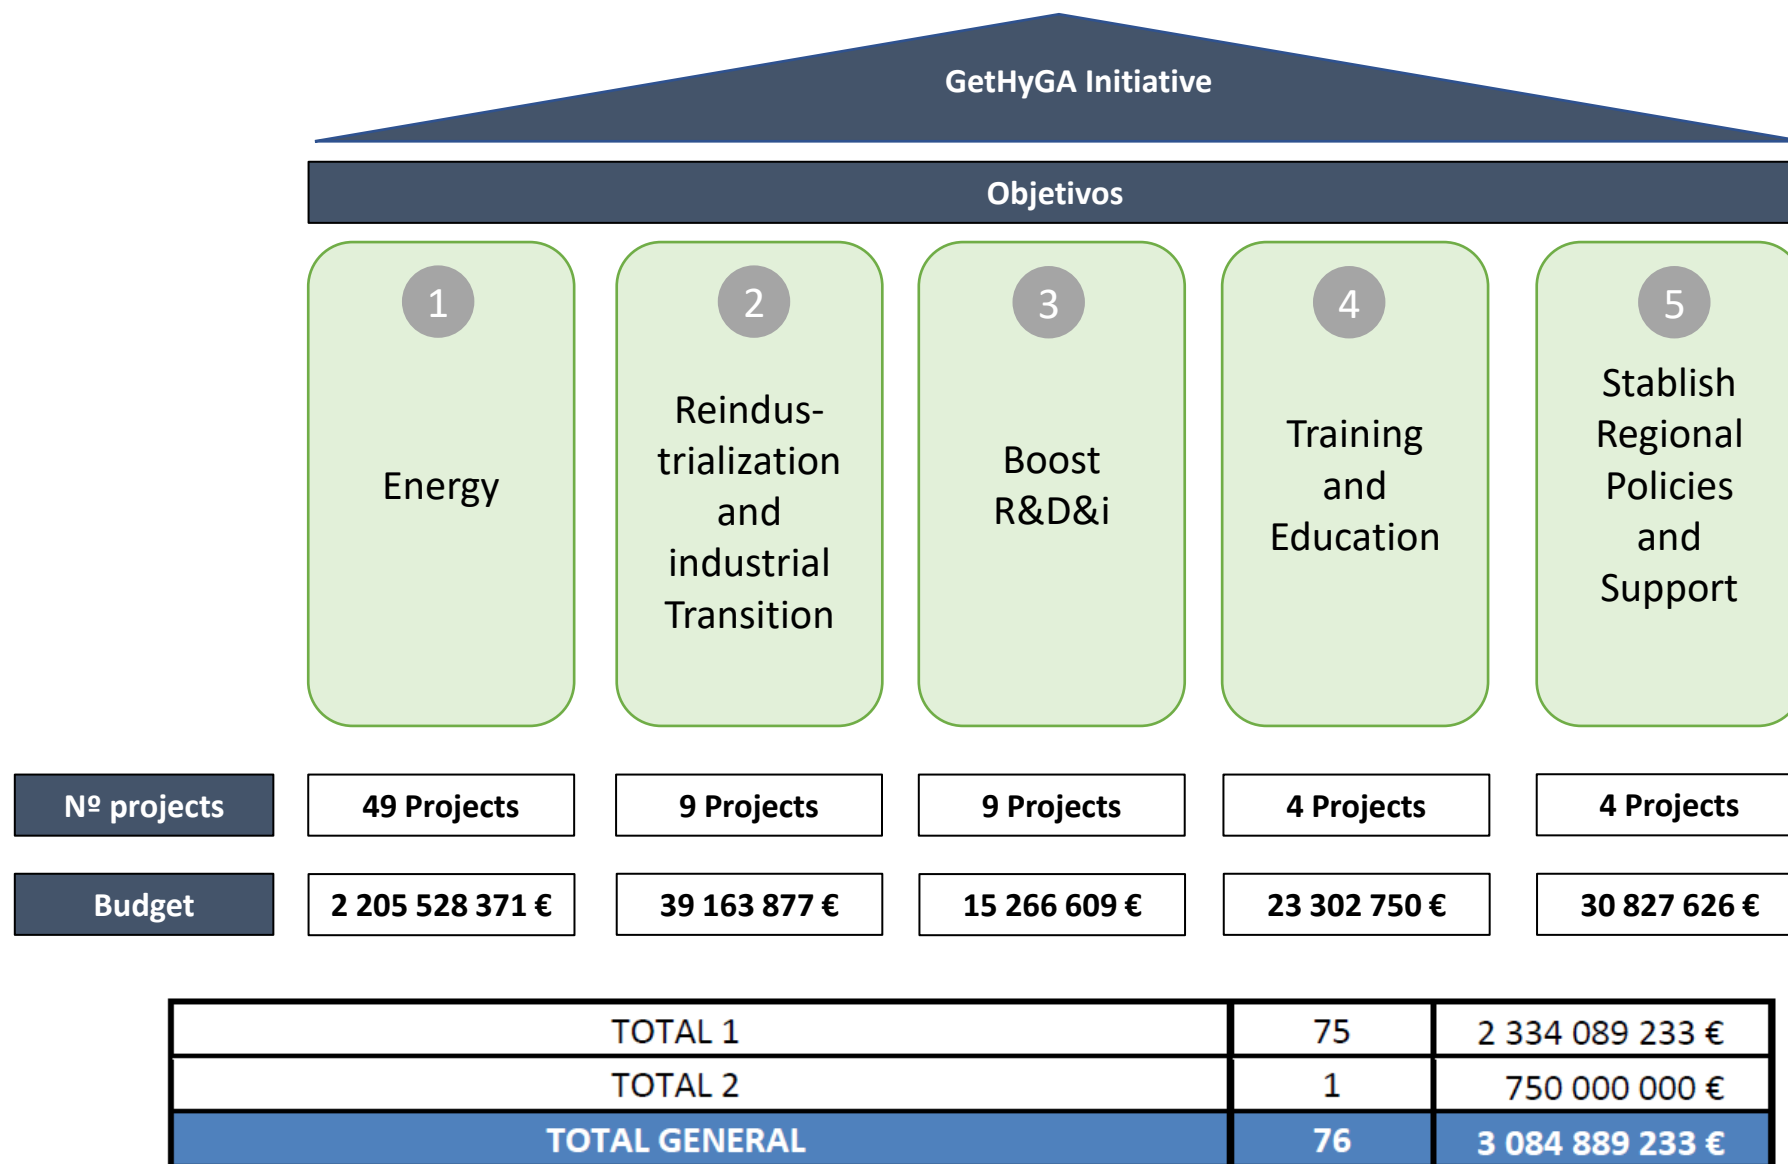 GetHyGA Initiative
Objetivos
1
Energy
2
Reindus-
trialization
and
industrial
Transition
3
Boost
R&D&i
4
Training
and
Education
5
Stablish
Regional
Policies
and
Support
Nº projects
49 Projects
9 Projects
9 Projects
4 Projects
4 Projects
Budget
2 205 528 371 €
39 163 877 €
15 266 609 €
23 302 750 €
30 827 626 €
TOTAL 1 75 2 334 089 233 €
TOTAL 2 1 750 000 000 €
TOTAL GENERAL 76 3 084 889 233 €